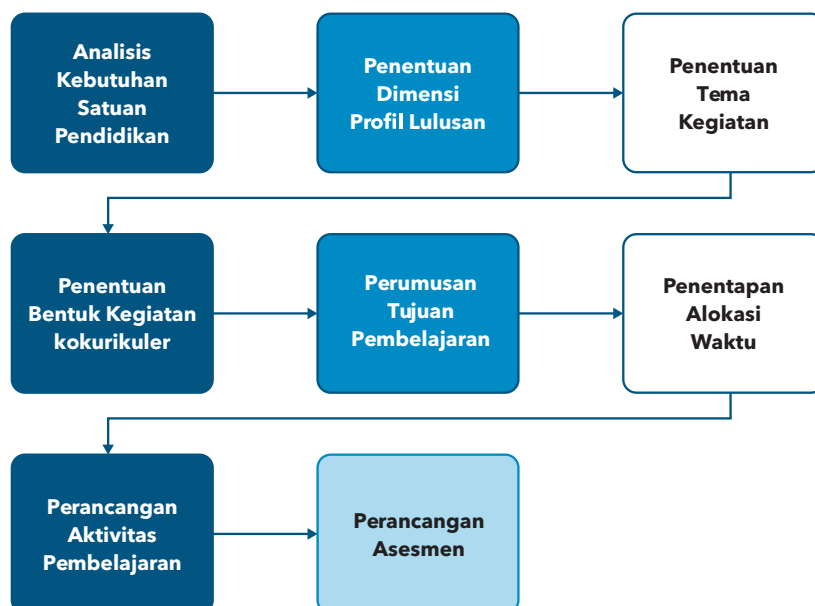 Analisis
Kebutuhan
Satuan
Pendidikan
Penentuan
Dimensi
Profil Lulusan
Penentuan
Tema
Kegiatan
Penentuan
Bentuk Kegiatan
kokurikuler
Perumusan
Tujuan
Pembelajaran
Penentapan
Alokasi
Waktu
Perancangan
Aktivitas
Pembelajaran
Perancangan
Asesmen